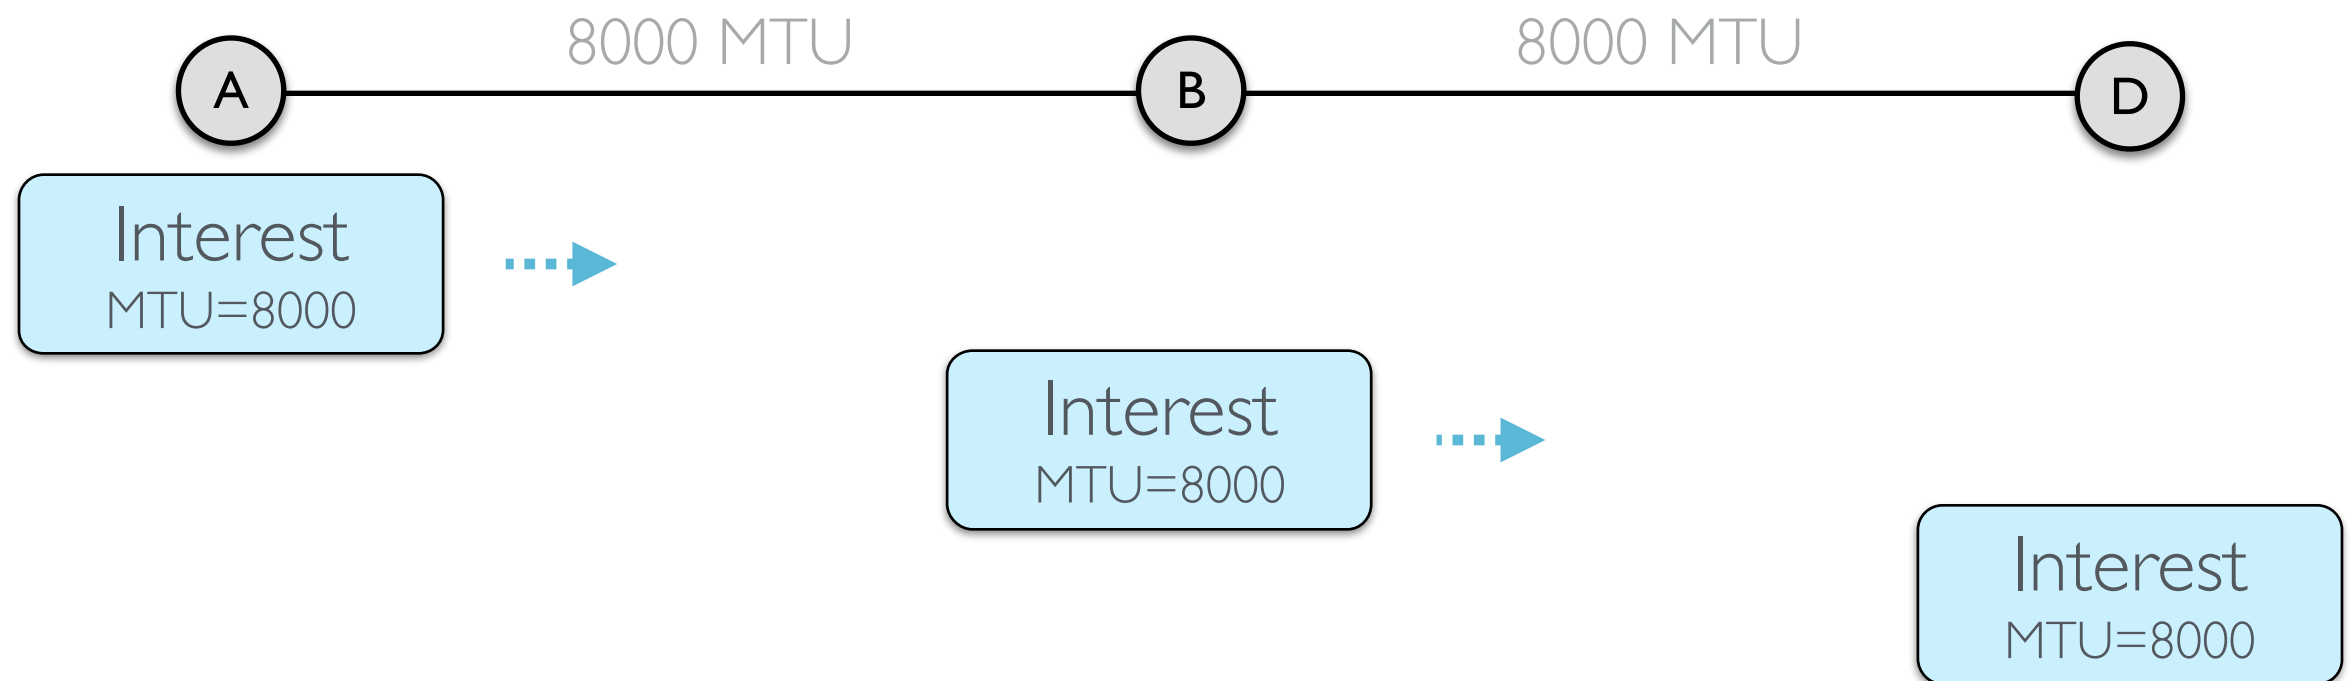 8000 MTU
8000 MTU
A
B
D
Interest
MTU=8000
Interest
MTU=8000
Interest
MTU=8000